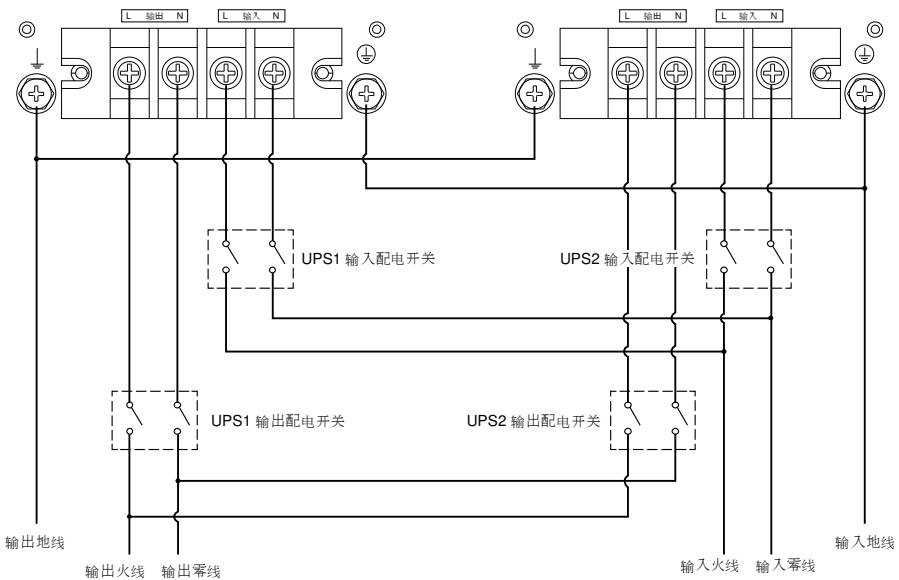 L 输出 N
L 输入 N
L 输出 N
L 输入 N
UPS1 输入配电开关
UPS2 输入配电开关
UPS1 输出配电开关
UPS2 输出配电开关
输出地线
输出火线
输出零线
输入火线
输入零线
输入地线